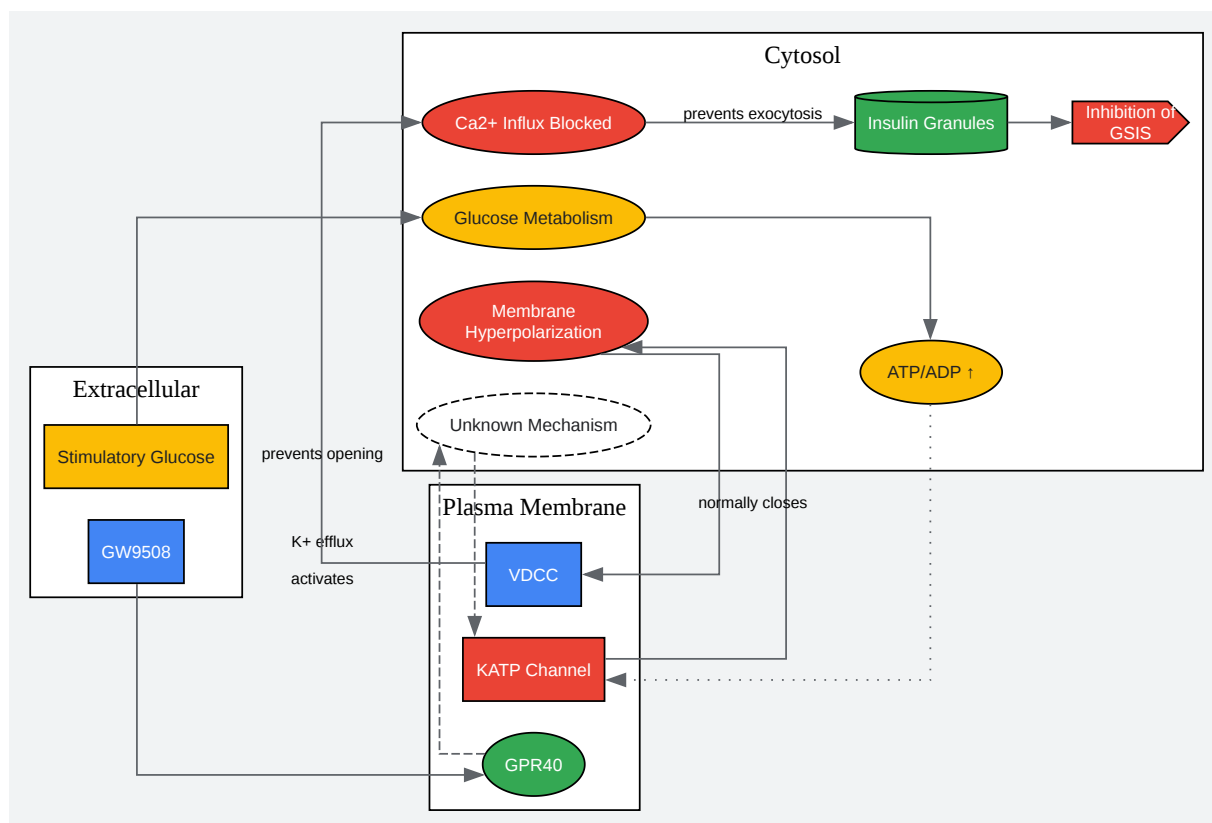 Cytosol
Ca2+ Influx Blocked
prevents exocytosis
Insulin Granules
Inhibition of
GSIS
Glucose Metabolism
Membrane
Hyperpolarization
ATP/ADP ↑
Unknown Mechanism
Extracellular
Stimulatory Glucose
GW9508
prevents opening
normally closes
K+ efflux
activates
Plasma Membrane
VDCC
KATP Channel
GPR40